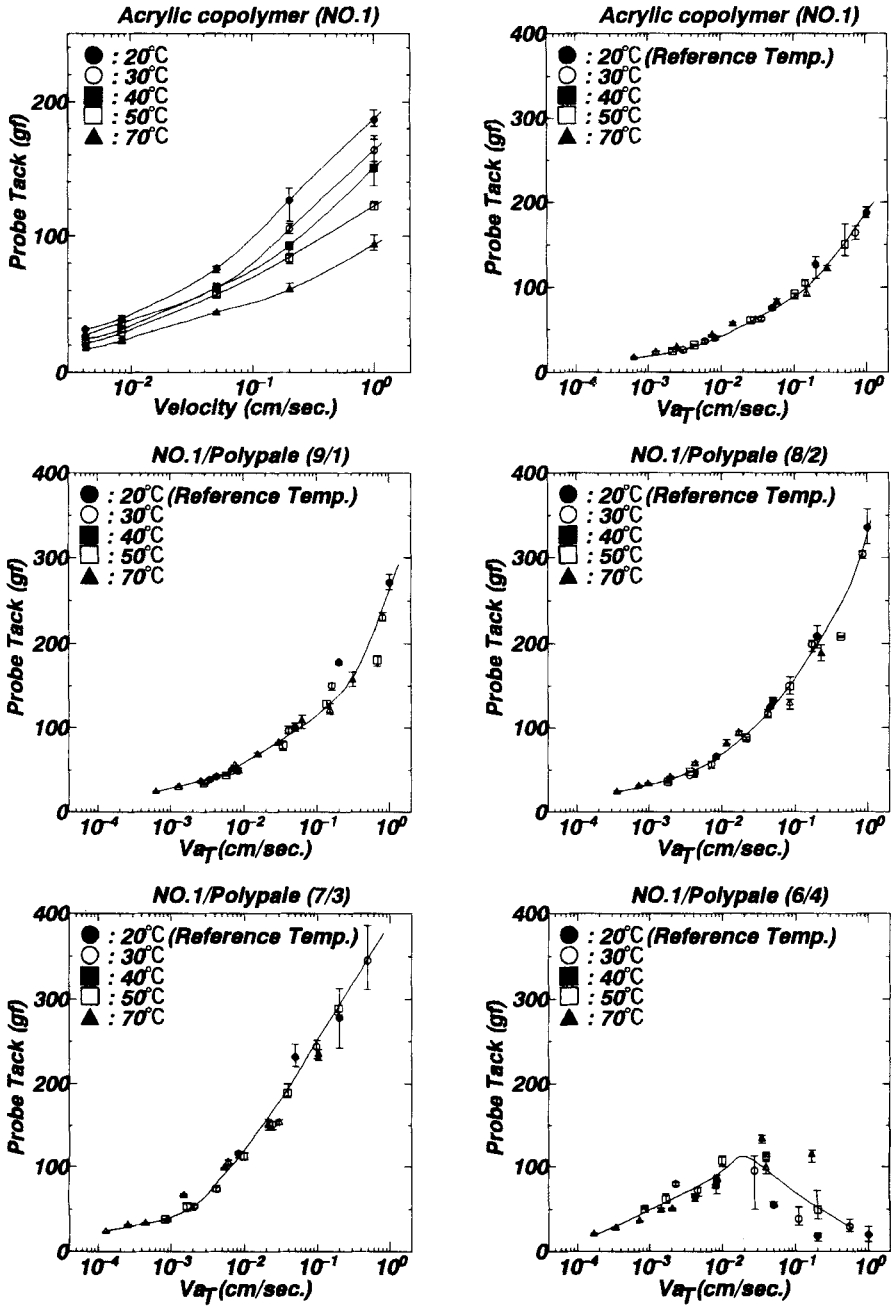 Acrylic copolymer (NO.1)
● : 20℃
○ : 30℃
■ : 40℃
□ : 50℃
▲ : 70℃
200
100
0
Probe Tack (gf)
10⁻² 10⁻¹ 10⁰
Velocity (cm/sec.)
Acrylic copolymer (NO.1)
400
300
200
100
0
Probe Tack (gf)
● : 20℃ (Reference Temp.)
○ : 30℃
■ : 40℃
□ : 50℃
▲ : 70℃
10⁻⁴ 10⁻³ 10⁻² 10⁻¹ 10⁰
VaT (cm/sec.)
NO.1/Polypale (9/1)
400
300
200
100
0
Probe Tack (gf)
● : 20℃ (Reference Temp.)
○ : 30℃
■ : 40℃
□ : 50℃
▲ : 70℃
10⁻⁴ 10⁻³ 10⁻² 10⁻¹ 10⁰
VaT (cm/sec.)
NO.1/Polypale (8/2)
400
300
200
100
0
Probe Tack (gf)
● : 20℃ (Reference Temp.)
○ : 30℃
■ : 40℃
□ : 50℃
▲ : 70℃
10⁻⁴ 10⁻³ 10⁻² 10⁻¹ 10⁰
VaT (cm/sec.)
NO.1/Polypale (7/3)
400
300
200
100
0
Probe Tack (gf)
● : 20℃ (Reference Temp.)
○ : 30℃
■ : 40℃
□ : 50℃
▲ : 70℃
10⁻⁴ 10⁻³ 10⁻² 10⁻¹ 10⁰
VaT (cm/sec.)
NO.1/Polypale (6/4)
400
300
200
100
0
Probe Tack (gf)
● : 20℃ (Reference Temp.)
○ : 30℃
■ : 40℃
□ : 50℃
▲ : 70℃
10⁻⁴ 10⁻³ 10⁻² 10⁻¹ 10⁰
VaT (cm/sec.)